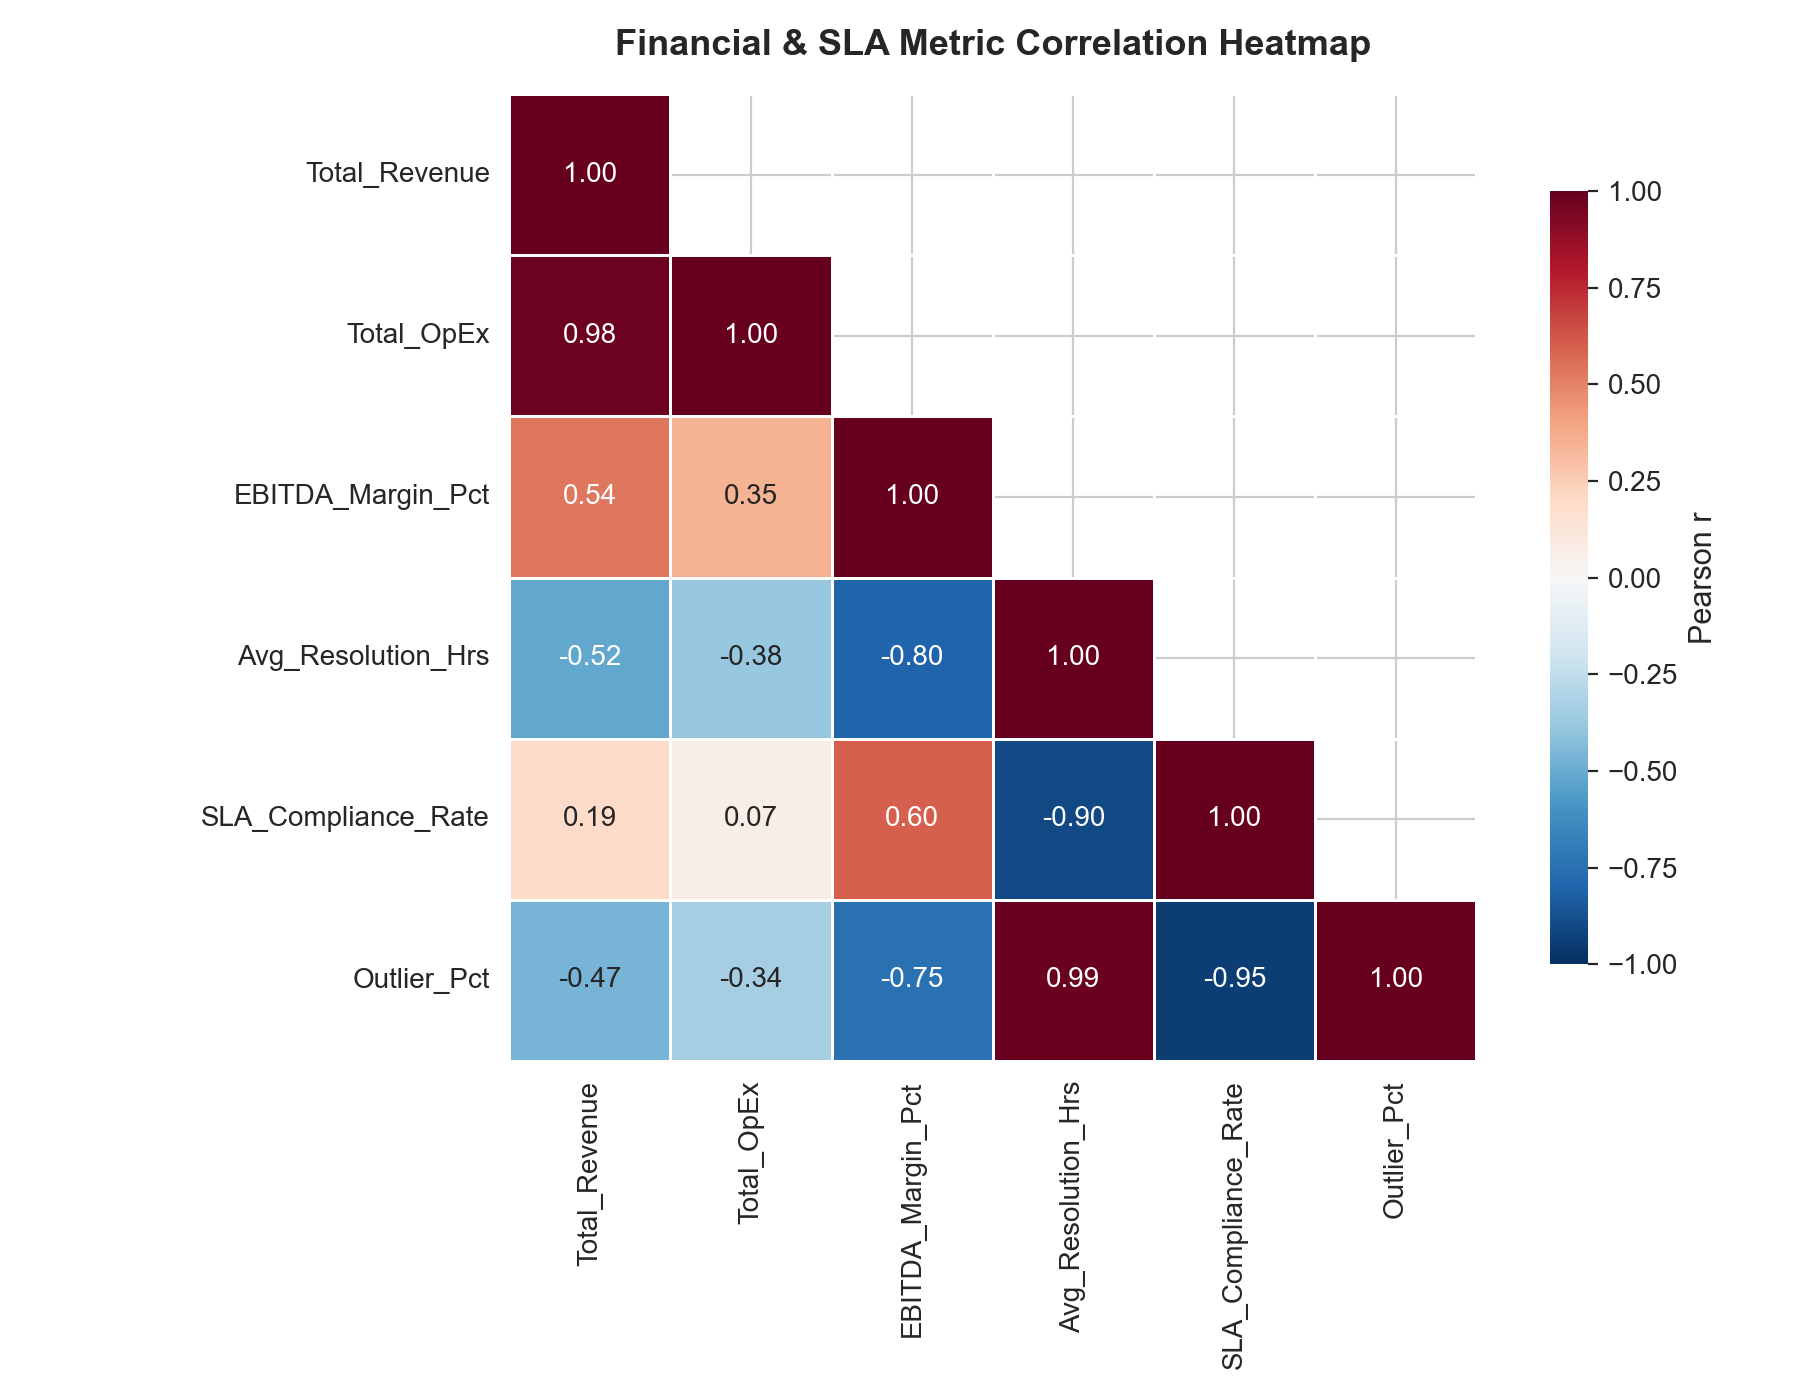 Financial & SLA Metric Correlation Heatmap
Total_Revenue
1.00
Total_OpEx
0.98 1.00
EBITDA_Margin_Pct
0.54 0.35 1.00
Avg_Resolution_Hrs
-0.52 -0.38 -0.80 1.00
SLA_Compliance_Rate
0.19 0.07 0.60 -0.90 1.00
Outlier_Pct
-0.47 -0.34 -0.75 0.99 -0.95 1.00
Total_Revenue
Total_OpEx
EBITDA_Margin_Pct
Avg_Resolution_Hrs
SLA_Compliance_Rate
Outlier_Pct
1.00
0.75
0.50
0.25
0.00
−0.25
−0.50
−0.75
−1.00
Pearson r